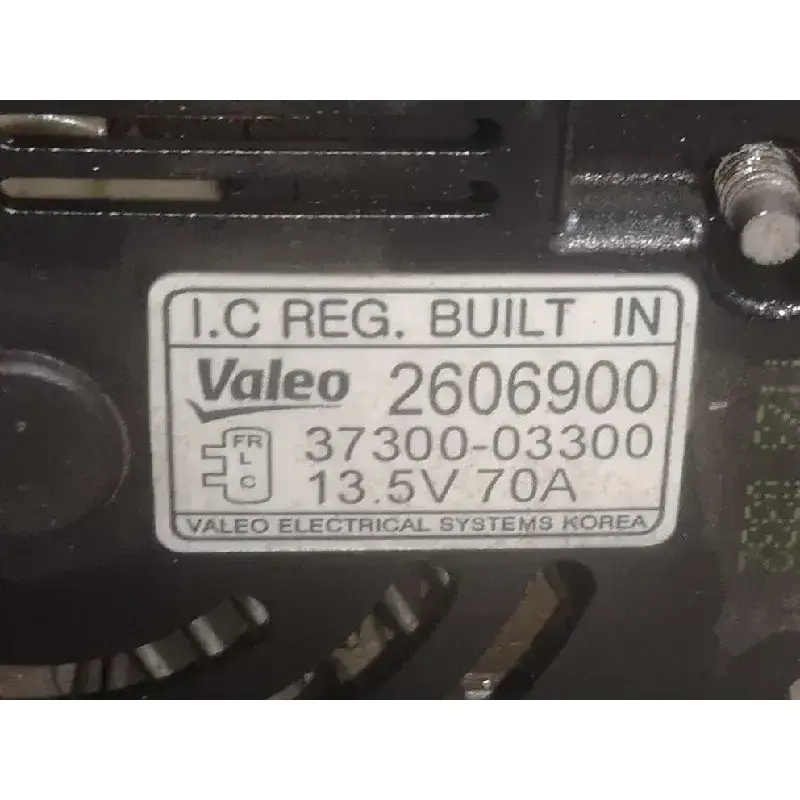 I.C REG. BUILT IN
Valeo 2606900
FR
L
C
37300-03300
13.5V 70A
VALEO ELECTRICAL SYSTEMS KOREA